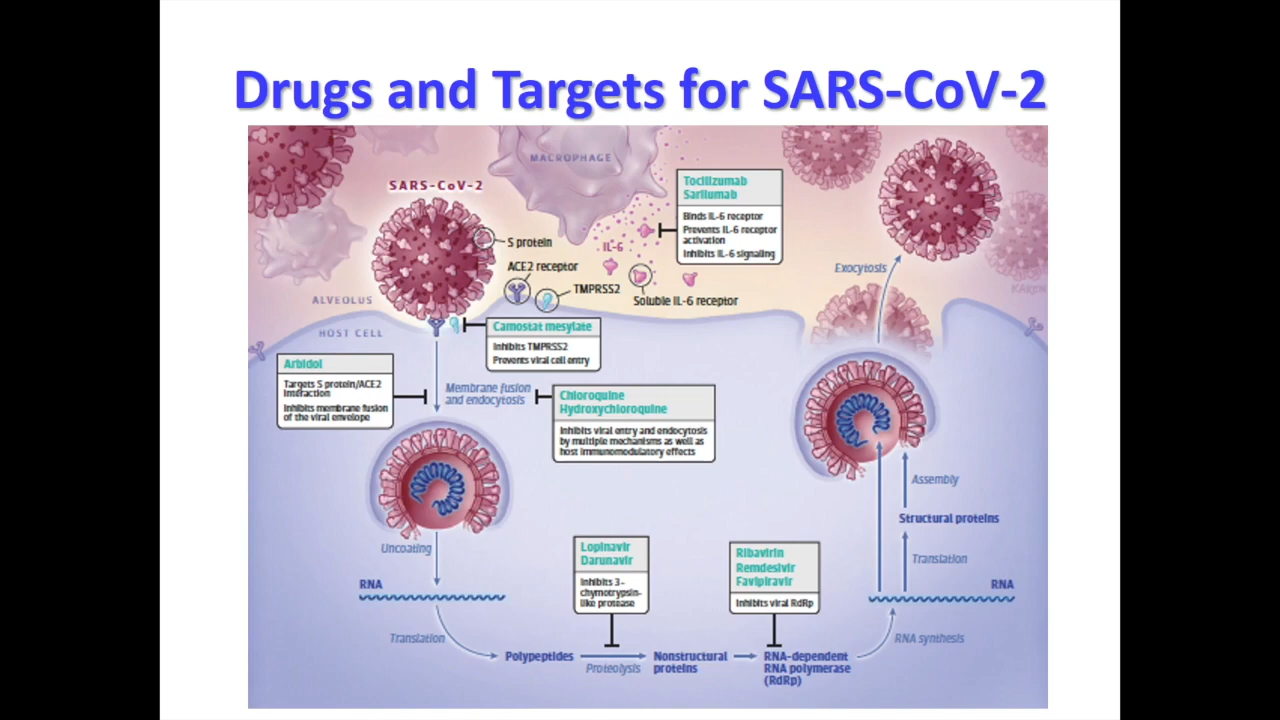 Drugs and Targets for SARS-CoV-2
MACROPHAGE
SARS-CoV-2
Tocilizumab
Sarilumab
Binds IL-6 receptor
Prevents IL-6 receptor
activation
Inhibits IL-6 signaling
S protein
IL-6
ACE2 receptor
TMPRSS2
Soluble IL-6 receptor
Exocytosis
ALVEOLUS
HOST CELL
Camostat mesylate
Inhibits TMPRSS2
Prevents viral cell entry
Arbidol
Targets S protein/ACE2
interaction
Inhibits membrane fusion
of the viral envelope
Membrane fusion
and endocytosis
Chloroquine
Hydroxychloroquine
Inhibits viral entry and endocytosis
by multiple mechanisms as well as
host immunomodulatory effects
Assembly
Structural proteins
Translation
Uncoating
RNA
Lopinavir
Darunavir
Inhibits 3-
chymotrypsin-
like protease
Ribavirin
Remdesivir
Favipiravir
Inhibits viral RdRp
RNA
Translation
Polypeptides
Proteolysis
Nonstructural
proteins
RNA-dependent
RNA polymerase
(RdRp)
RNA synthesis